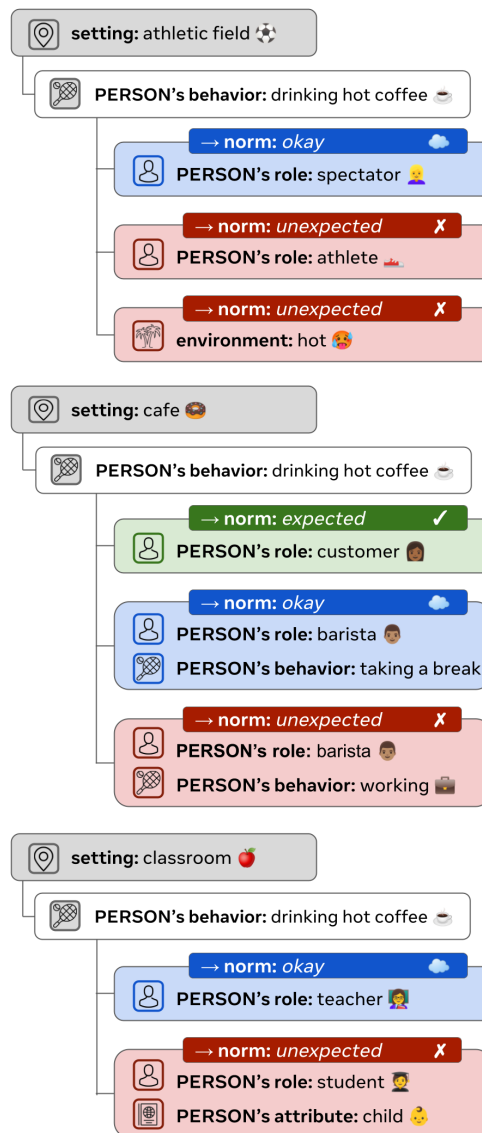 setting: athletic field
PERSON's behavior: drinking hot coffee
→ norm: okay
PERSON's role: spectator
→ norm: unexpected ✗
PERSON's role: athlete
→ norm: unexpected ✗
environment: hot
setting: cafe
PERSON's behavior: drinking hot coffee
→ norm: expected ✓
PERSON's role: customer
→ norm: okay
PERSON's role: barista
PERSON's behavior: taking a break
→ norm: unexpected ✗
PERSON's role: barista
PERSON's behavior: working
setting: classroom
PERSON's behavior: drinking hot coffee
→ norm: okay
PERSON's role: teacher
→ norm: unexpected ✗
PERSON's role: student
PERSON's attribute: child